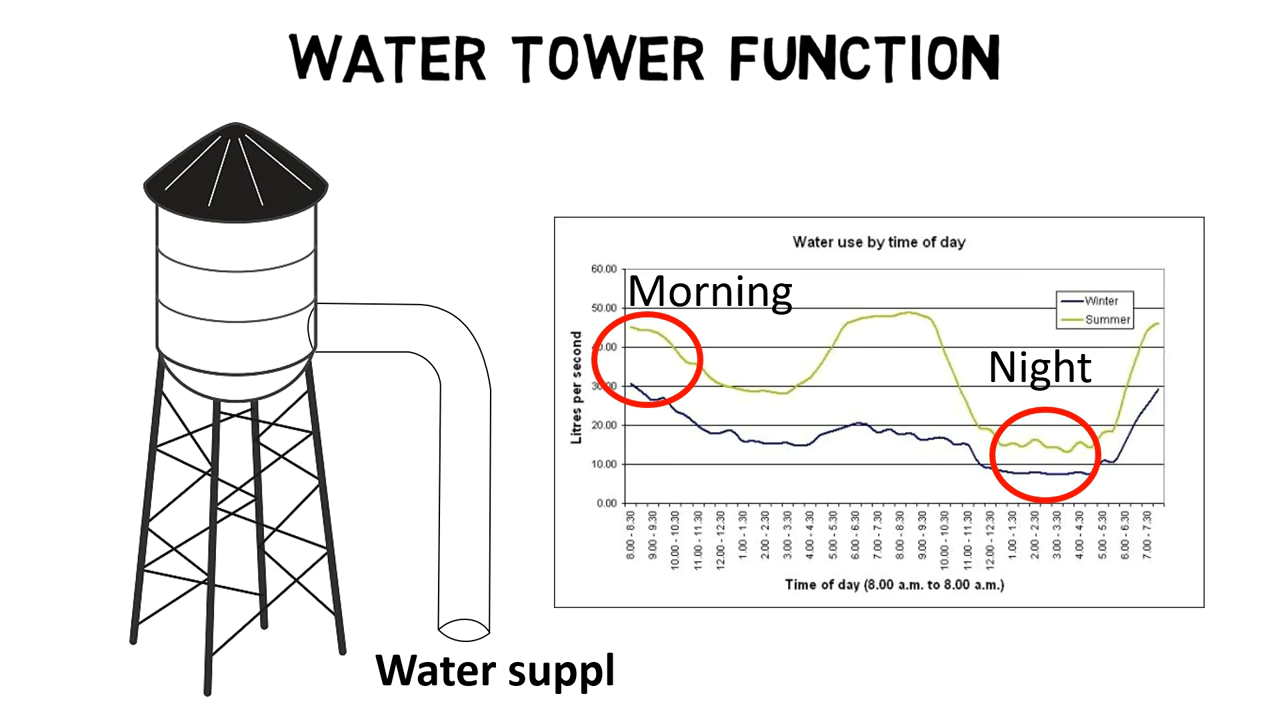 WATER TOWER FUNCTION
Water use by time of day
60.00
50.00
40.00
30.00
20.00
10.00
0.00
Litres per second
Morning
Winter
Summer
Night
8.00 - 8.30
9.00 - 9.30
10.00 - 10.30
11.00 - 11.30
12.00 - 12.30
1.00 - 1.30
2.00 - 2.30
3.00 - 3.30
4.00 - 4.30
5.00 - 5.30
6.00 - 6.30
7.00 - 7.30
8.00 - 8.30
9.00 - 9.30
10.00 - 10.30
11.00 - 11.30
12.00 - 12.30
1.00 - 1.30
2.00 - 2.30
3.00 - 3.30
4.00 - 4.30
5.00 - 5.30
6.00 - 6.30
7.00 - 7.30
Time of day (8.00 a.m. to 8.00 a.m.)
Water suppl